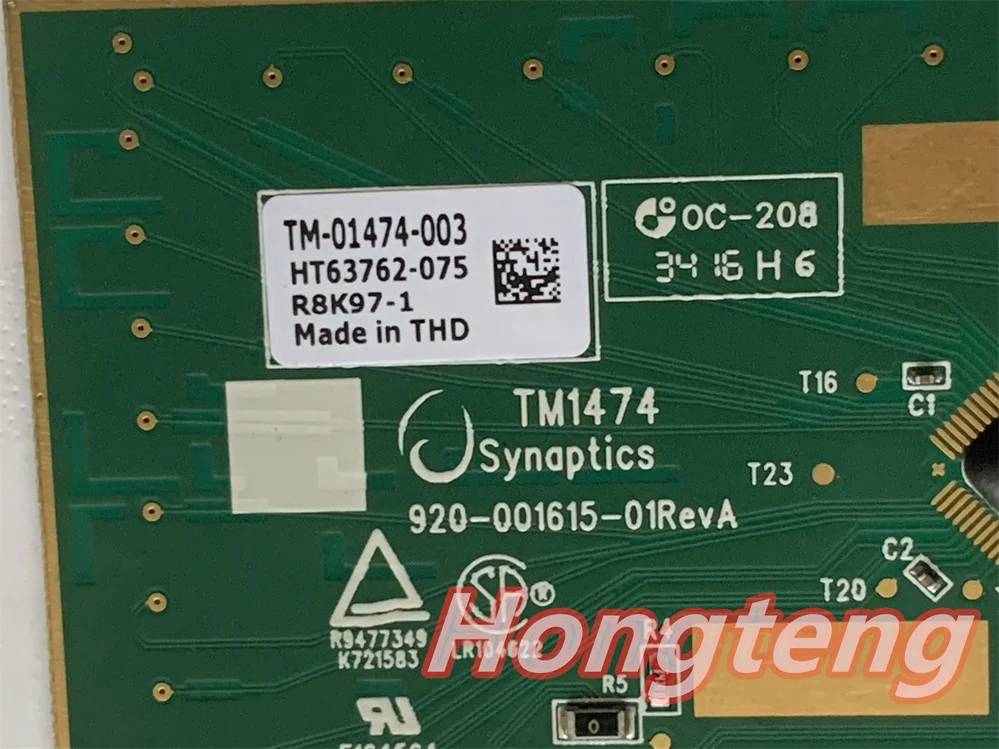 TM-01474-003
HT63762-075
R8K97-1
Made in THD
OC-208
3416 H 6
T16
C1
TM1474
Synaptics
T23
920-001615-01RevA
C2
T20
R9477349
K721583
®
Hongteng
R4
R5
0